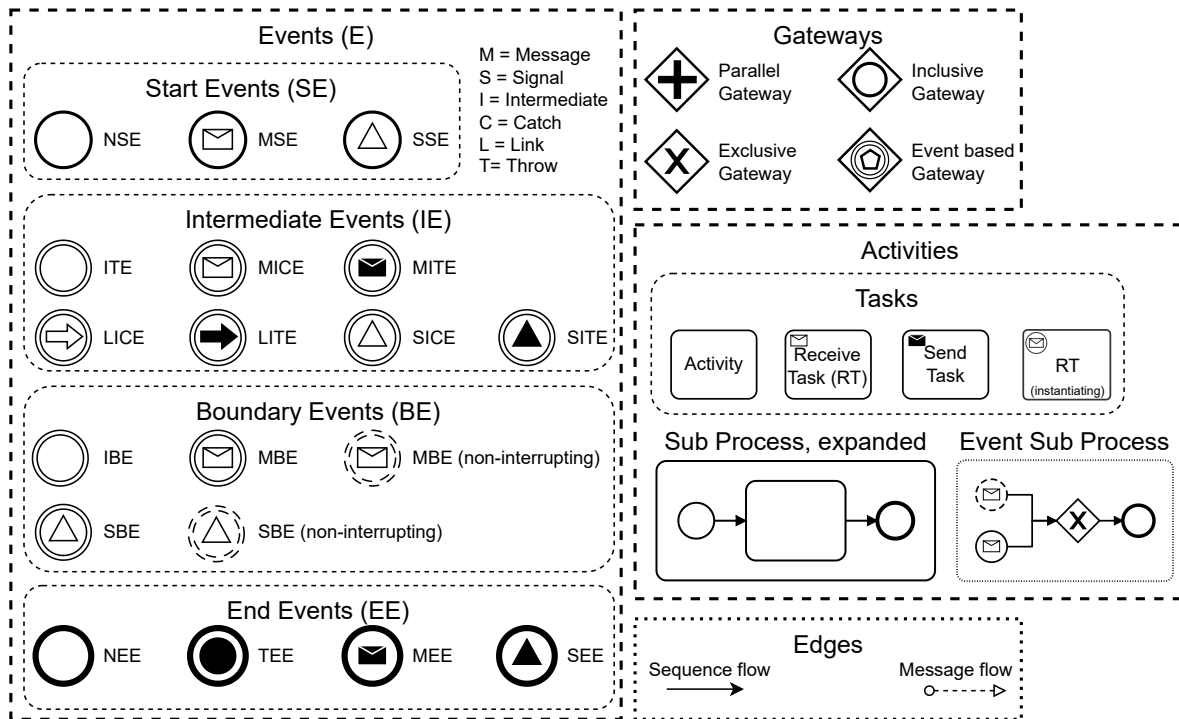 Events (E)
M = Message
S = Signal
I = Intermediate
C = Catch
L = Link
T= Throw
Start Events (SE)
NSE
MSE
SSE
Intermediate Events (IE)
ITE
MICE
MITE
LICE
LITE
SICE
SITE
Boundary Events (BE)
IBE
MBE
MBE (non-interrupting)
SBE
SBE (non-interrupting)
End Events (EE)
NEE
TEE
MEE
SEE
Gateways
Parallel
Gateway
Inclusive
Gateway
X
Exclusive
Gateway
Event based
Gateway
Activities
Tasks
Activity
Receive
Task (RT)
Send
Task
RT
(instantiating)
Sub Process, expanded
Event Sub Process
X
Edges
Sequence flow
Message flow